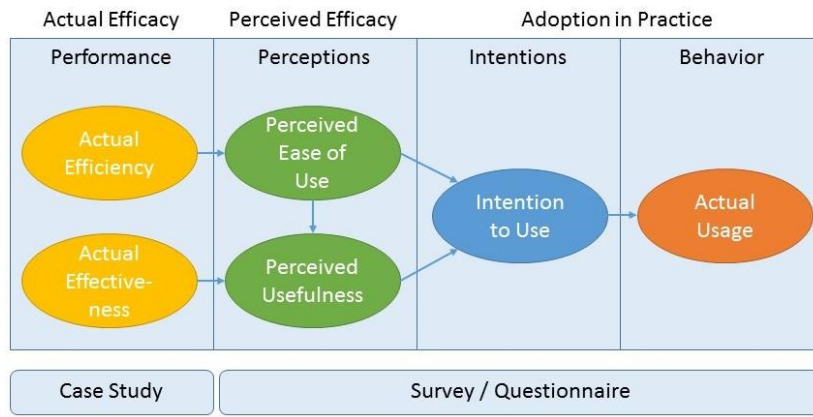 Actual Efficacy
Perceived Efficacy
Adoption in Practice
Performance
Perceptions
Intentions
Behavior
Actual
Efficiency
Perceived
Ease of
Use
Intention
to Use
Actual
Usage
Actual
Effective-
ness
Perceived
Usefulness
Case Study
Survey / Questionnaire